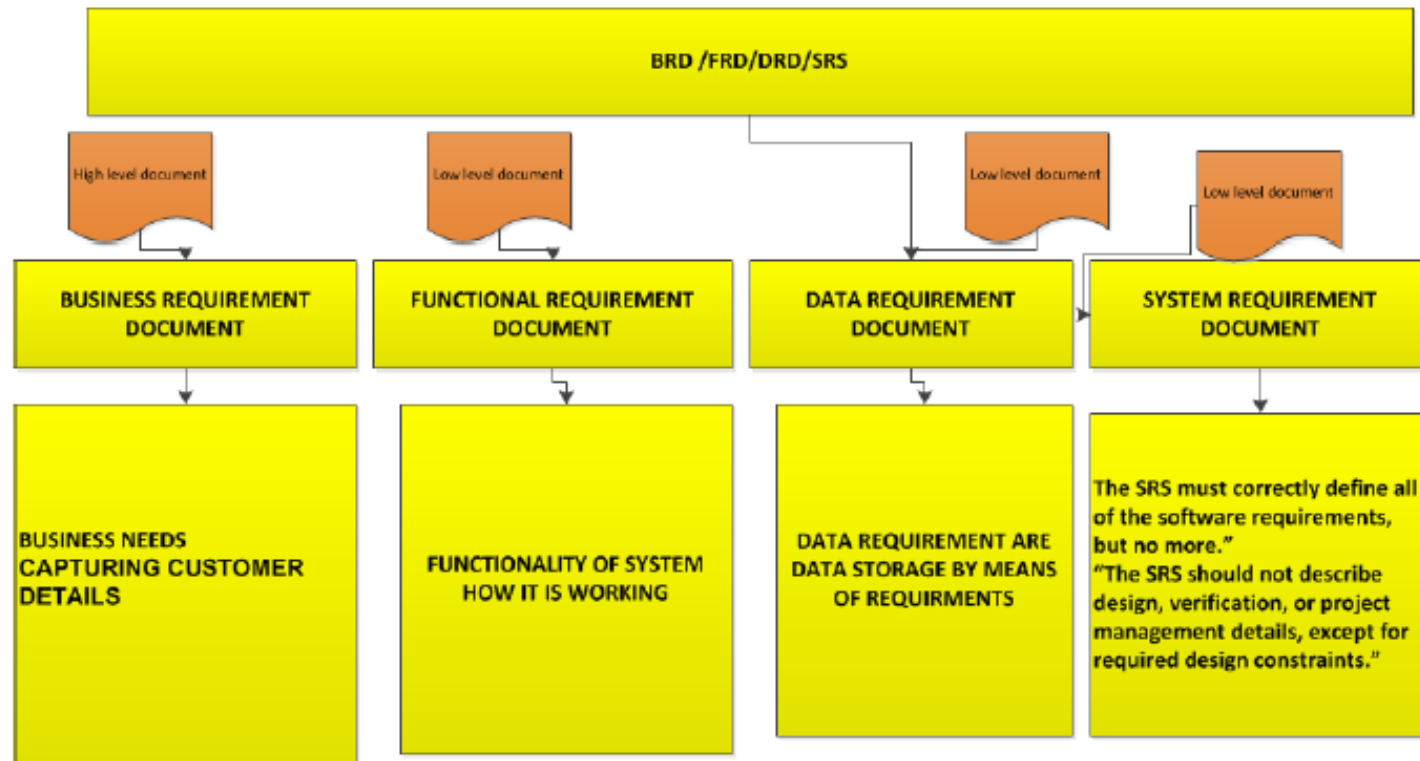 BRD /FRD/DRD/SRS
High level document
Low level document
Low level document
Low level document
BUSINESS REQUIREMENT
DOCUMENT
FUNCTIONAL REQUIREMENT
DOCUMENT
DATA REQUIREMENT
DOCUMENT
SYSTEM REQUIREMENT
DOCUMENT
BUSINESS NEEDS
CAPTURING CUSTOMER
DETAILS
FUNCTIONALITY OF SYSTEM
HOW IT IS WORKING
DATA REQUIREMENT ARE
DATA STORAGE BY MEANS
OF REQUIRMENTS
The SRS must correctly define all
of the software requirements,
but no more.”
“The SRS should not describe
design, verification, or project
management details, except for
required design constraints.”